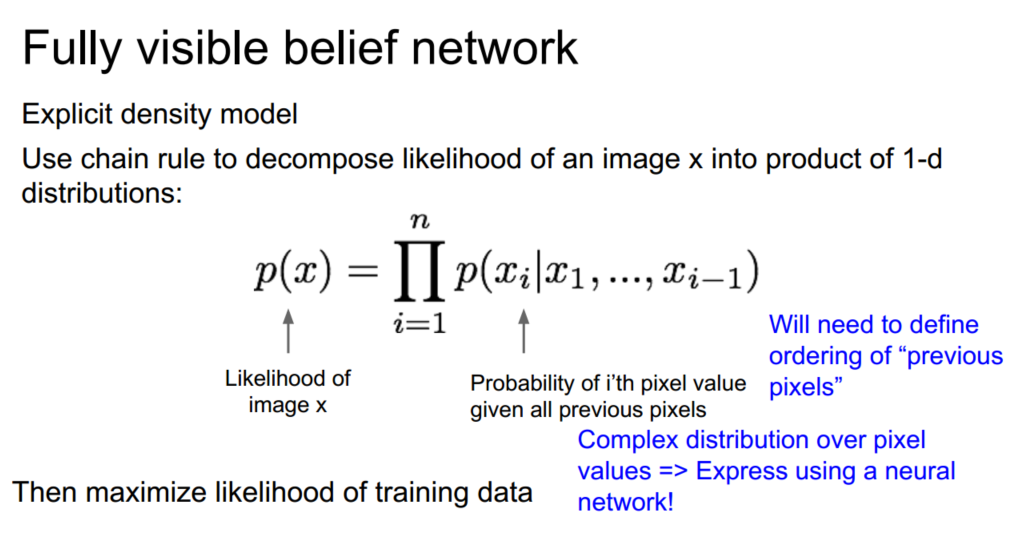 Fully visible belief network
Explicit density model
Use chain rule to decompose likelihood of an image x into product of 1-d
distributions:
p(x) = \prod_{i=1}^{n} p(x_i|x_1, ..., x_{i-1})
Likelihood of
image x
Probability of i’th pixel value
given all previous pixels
Will need to define
ordering of “previous
pixels”
Complex distribution over pixel
values => Express using a neural
network!
Then maximize likelihood of training data